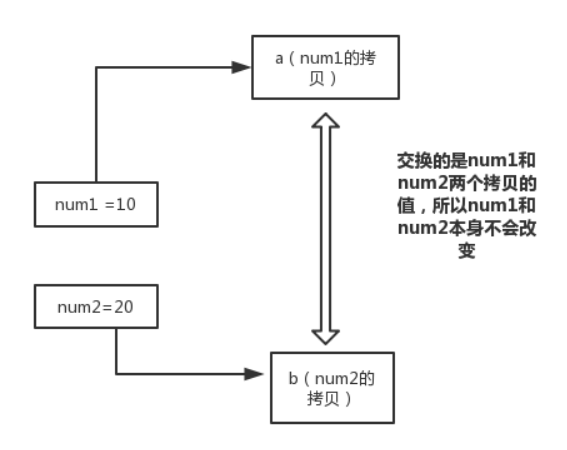 a（num1的拷
贝）
num1 =10
交换的是num1和
num2两个拷贝的
值，所以num1和
num2本身不会改
变
num2=20
b（num2的
拷贝）